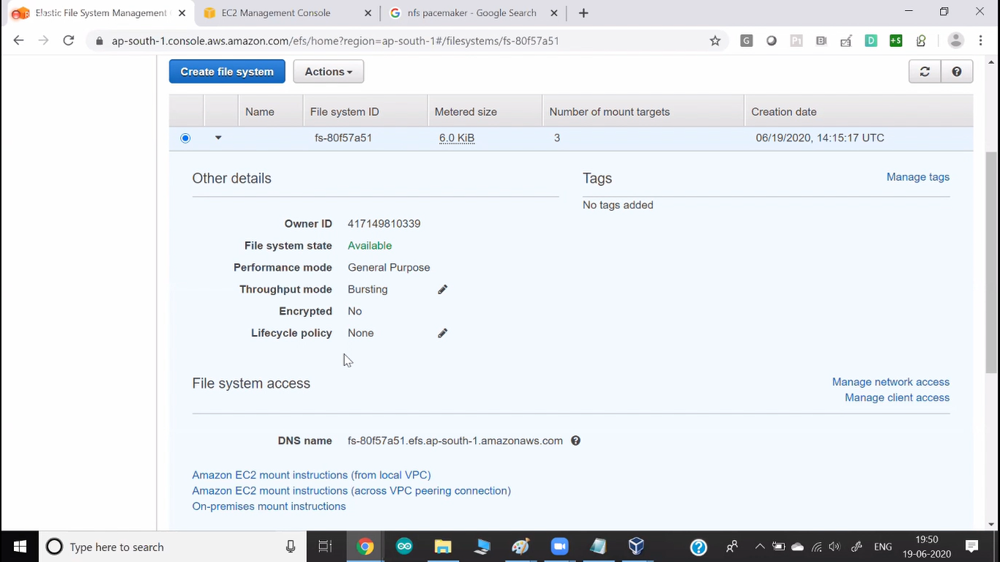 Elastic File System Management
EC2 Management Console
nfs pacemaker - Google Search
ap-south-1.console.aws.amazon.com/efs/home?region=ap-south-1#/filesystems/fs-80f57a51
Create file system
Actions
Name
File system ID
Metered size
Number of mount targets
Creation date
fs-80f57a51
6.0 KiB
3
06/19/2020, 14:15:17 UTC
Other details
Tags
Manage tags
No tags added
Owner ID 417149810339
File system state Available
Performance mode General Purpose
Throughput mode Bursting
Encrypted No
Lifecycle policy None
File system access
Manage network access
Manage client access
DNS name fs-80f57a51.efs.ap-south-1.amazonaws.com
Amazon EC2 mount instructions (from local VPC)
Amazon EC2 mount instructions (across VPC peering connection)
On-premises mount instructions
Type here to search
ENG
19:50
19-06-2020